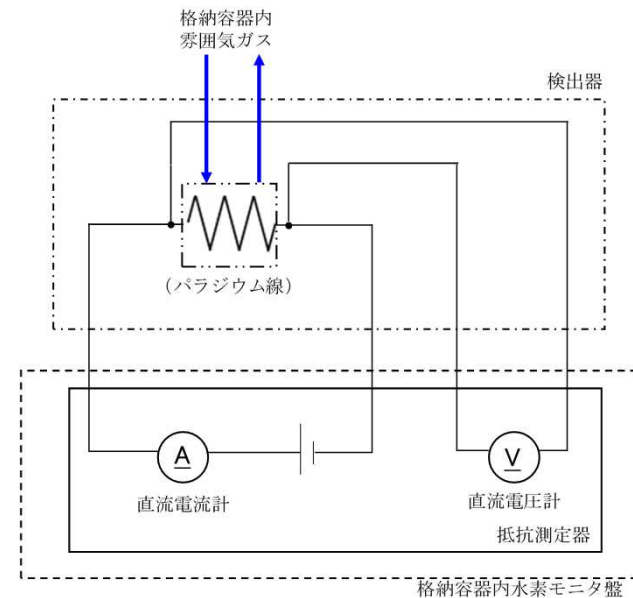 格納容器内
雰囲気ガス
検出器
（パラジウム線）
A
V
直流電流計
直流電圧計
抵抗測定器
格納容器内水素モニタ盤